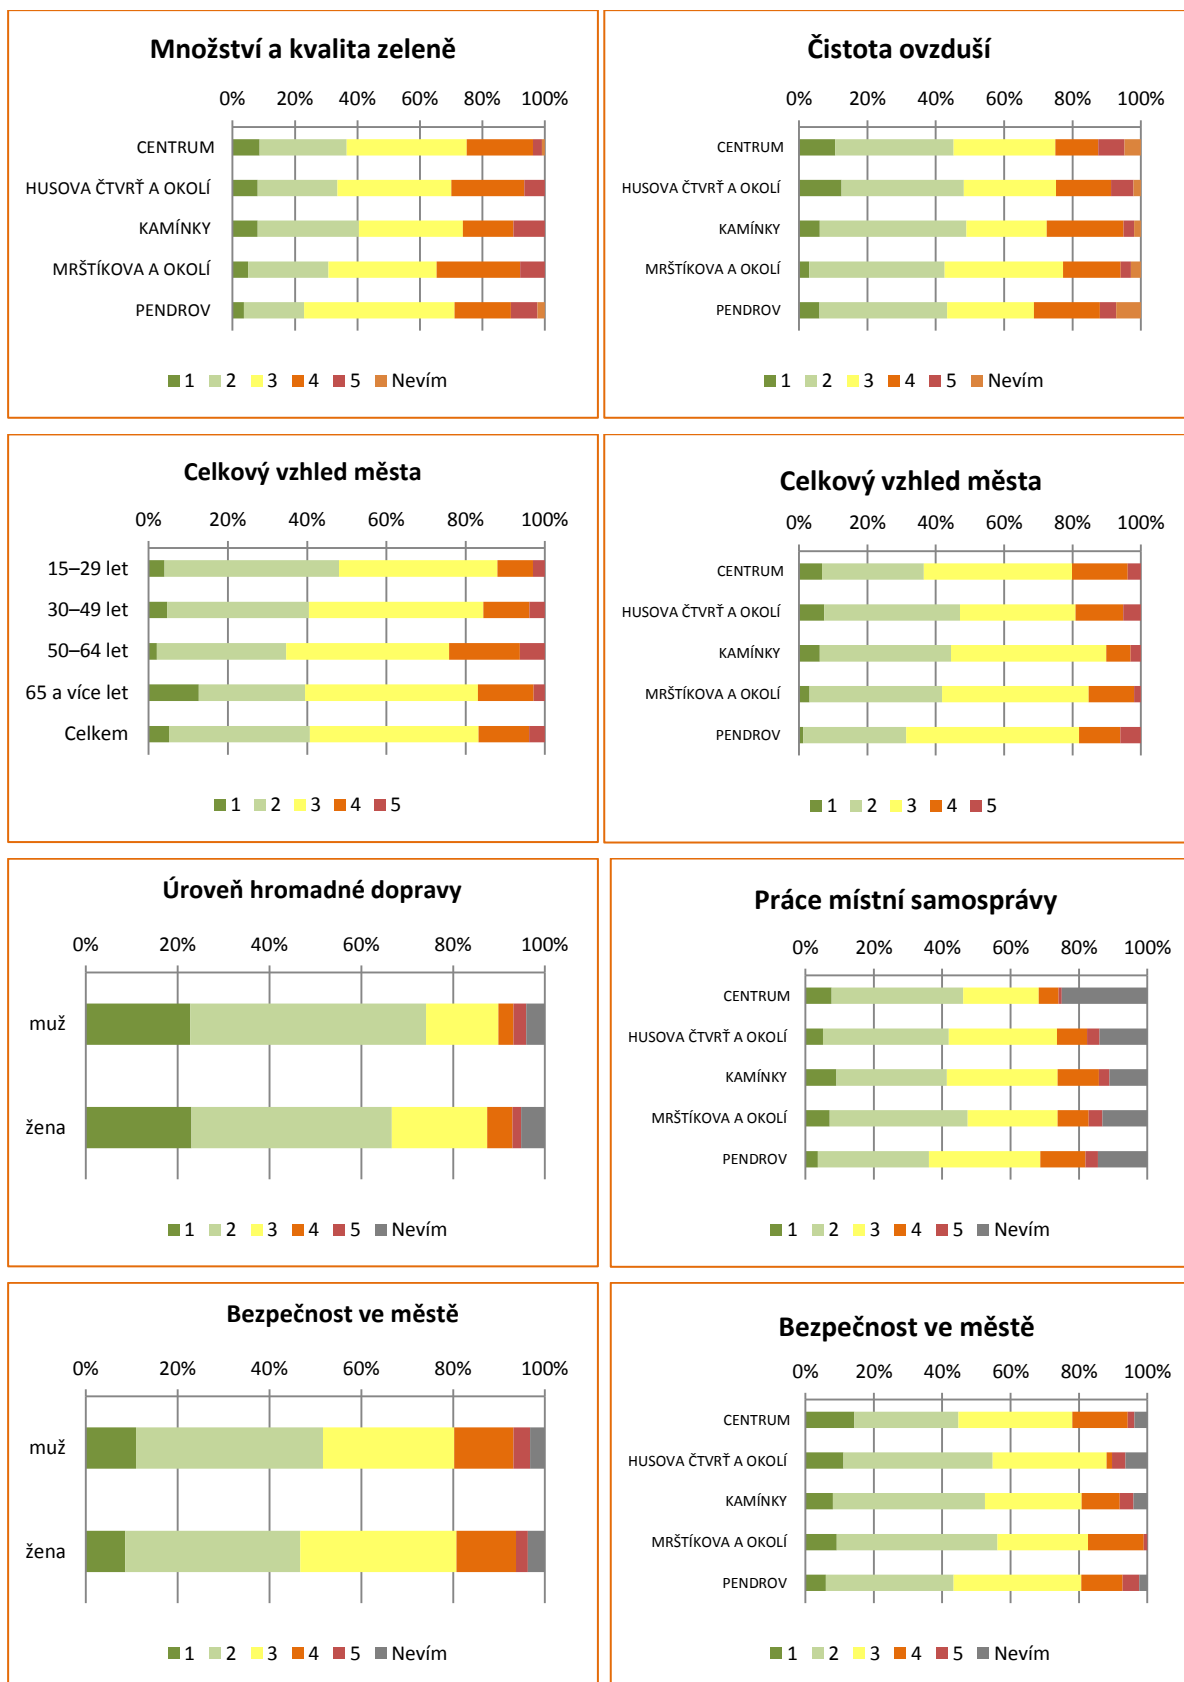 Množství a kvalita zeleně
0% 20% 40% 60% 80% 100%
CENTRUM
HUSOVA ČTVRŤ A OKOLÍ
KAMÍNKY
MRŠTÍKOVA A OKOLÍ
PENDROV
1 2 3 4 5 Nevím
Čistota ovzduší
0% 20% 40% 60% 80% 100%
CENTRUM
HUSOVA ČTVRŤ A OKOLÍ
KAMÍNKY
MRŠTÍKOVA A OKOLÍ
PENDROV
1 2 3 4 5 Nevím
Celkový vzhled města
0% 20% 40% 60% 80% 100%
15–29 let
30–49 let
50–64 let
65 a více let
Celkem
1 2 3 4 5
Celkový vzhled města
0% 20% 40% 60% 80% 100%
CENTRUM
HUSOVA ČTVRŤ A OKOLÍ
KAMÍNKY
MRŠTÍKOVA A OKOLÍ
PENDROV
1 2 3 4 5
Úroveň hromadné dopravy
0% 20% 40% 60% 80% 100%
muž
žena
1 2 3 4 5 Nevím
Práce místní samosprávy
0% 20% 40% 60% 80% 100%
CENTRUM
HUSOVA ČTVRŤ A OKOLÍ
KAMÍNKY
MRŠTÍKOVA A OKOLÍ
PENDROV
1 2 3 4 5 Nevím
Bezpečnost ve městě
0% 20% 40% 60% 80% 100%
muž
žena
1 2 3 4 5 Nevím
Bezpečnost ve městě
0% 20% 40% 60% 80% 100%
CENTRUM
HUSOVA ČTVRŤ A OKOLÍ
KAMÍNKY
MRŠTÍKOVA A OKOLÍ
PENDROV
1 2 3 4 5 Nevím